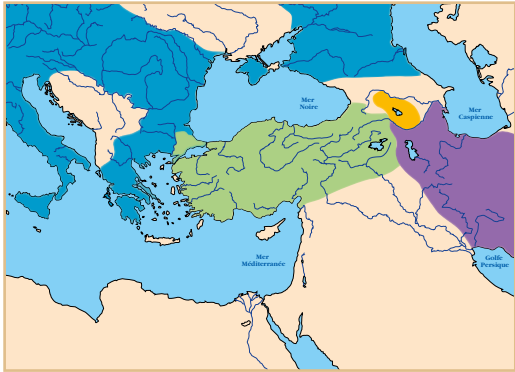 Mer
Noire
Mer
Caspienne
Mer
Méditerranée
Golfe
Persique